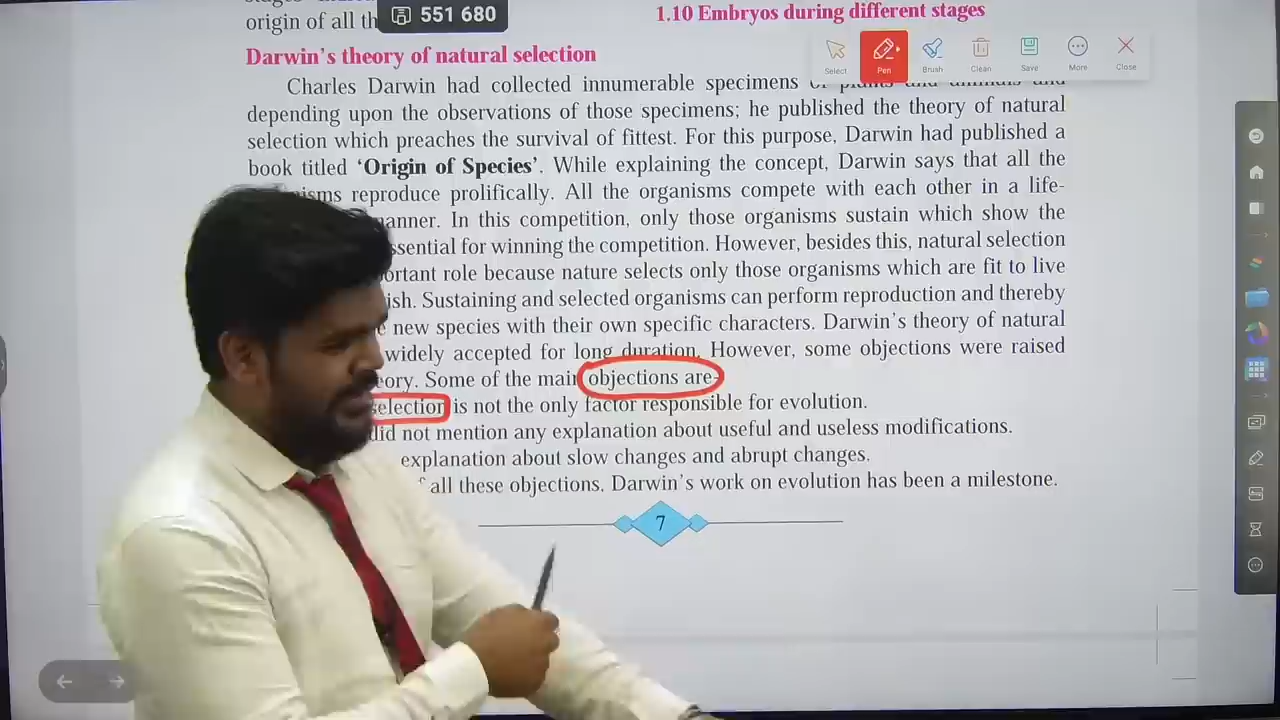 origin of all th
551 680
1.10 Embryos during different stages
Darwin's theory of natural selection
Select
Pen
Brush
Clean
Save
More
Close
Charles Darwin had collected innumerable specimens of plants and animals and
depending upon the observations of those specimens; he published the theory of natural
selection which preaches the survival of fittest. For this purpose, Darwin had published a
book titled 'Origin of Species'. While explaining the concept, Darwin says that all the
isms reproduce prolifically. All the organisms compete with each other in a life-
anner. In this competition, only those organisms sustain which show the
ssential for winning the competition. However, besides this, natural selection
ortant role because nature selects only those organisms which are fit to live
ish. Sustaining and selected organisms can perform reproduction and thereby
e new species with their own specific characters. Darwin's theory of natural
widely accepted for long duration. However, some objections were raised
eory. Some of the main objections are-
selection is not the only factor responsible for evolution.
did not mention any explanation about useful and useless modifications.
explanation about slow changes and abrupt changes.
f all these objections, Darwin's work on evolution has been a milestone.
7